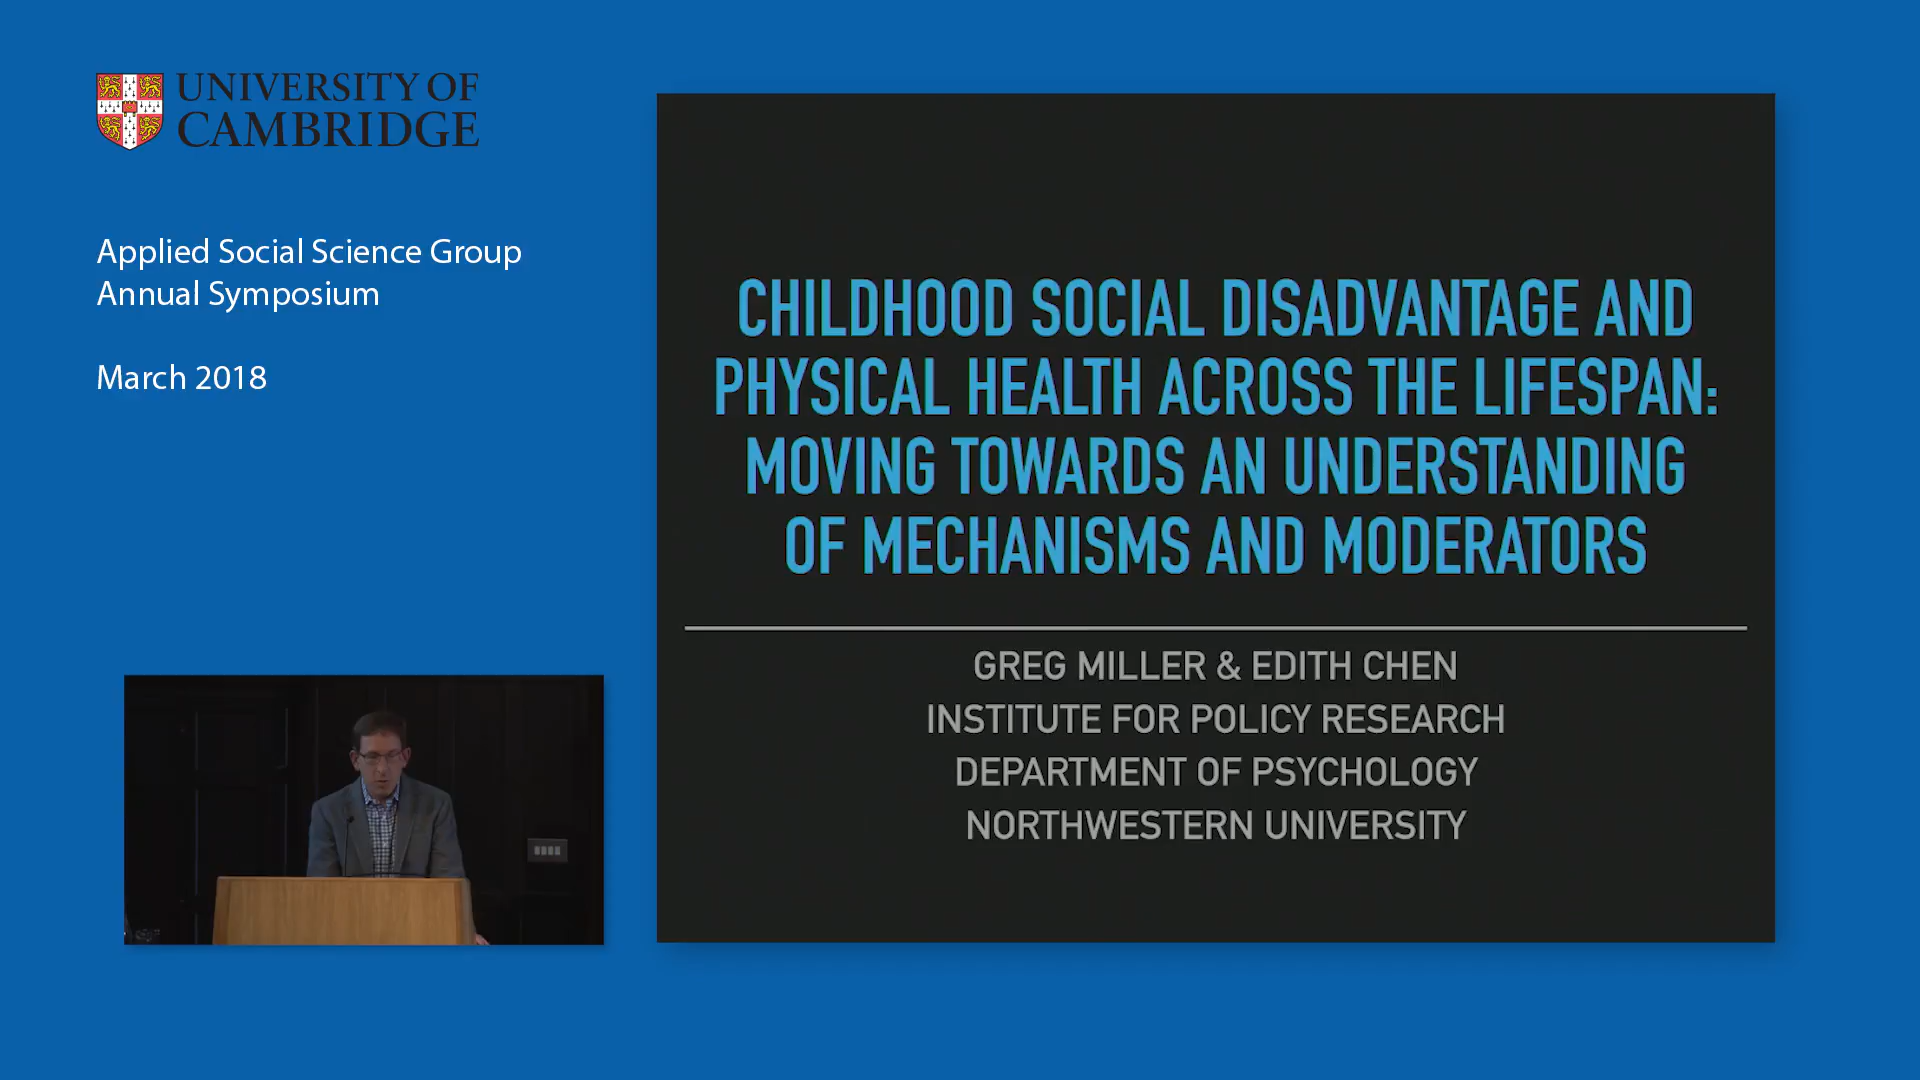 UNIVERSITY OF
CAMBRIDGE
Applied Social Science Group
Annual Symposium
March 2018
CHILDHOOD SOCIAL DISADVANTAGE AND
PHYSICAL HEALTH ACROSS THE LIFESPAN:
MOVING TOWARDS AN UNDERSTANDING
OF MECHANISMS AND MODERATORS
GREG MILLER & EDITH CHEN
INSTITUTE FOR POLICY RESEARCH
DEPARTMENT OF PSYCHOLOGY
NORTHWESTERN UNIVERSITY